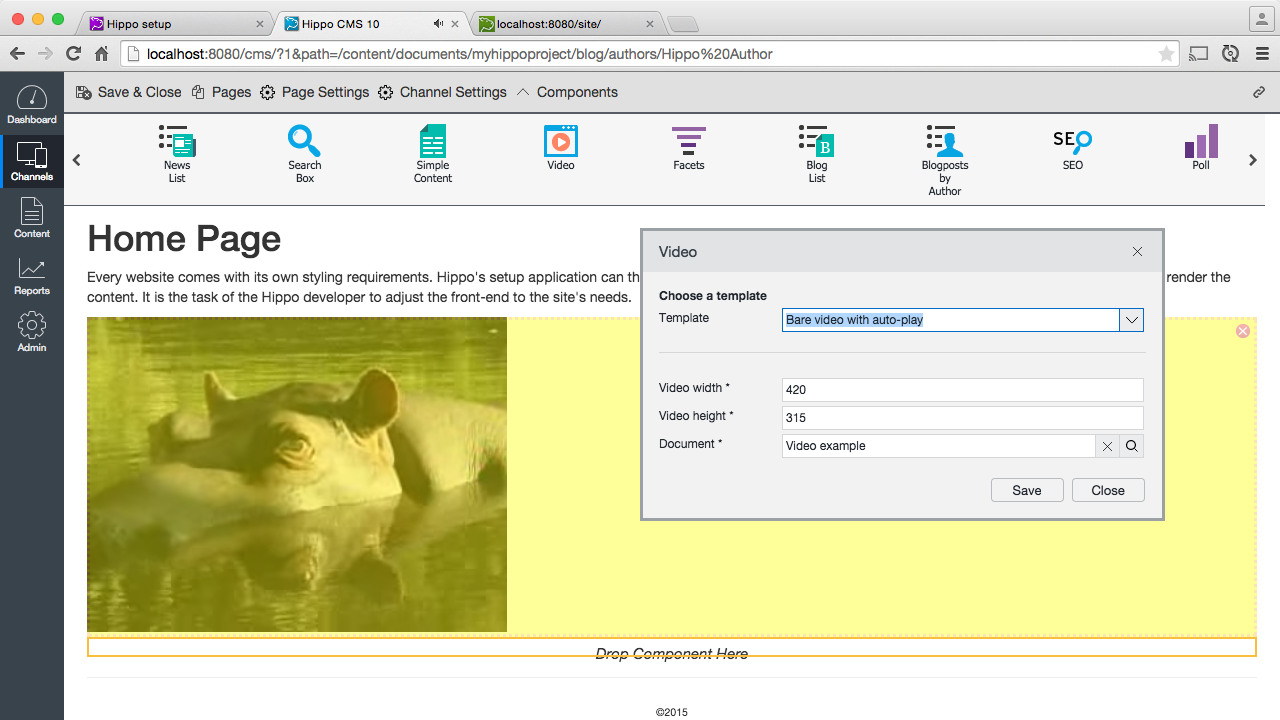 Hippo setup
Hippo CMS 10
localhost:8080/site/
localhost:8080/cms/?1&path=/content/documents/myhippoproject/blog/authors/Hippo%20Author
Dashboard
Channels
Content
Reports
Admin
Save & Close
Pages
Page Settings
Channel Settings
Components
News
List
Search
Box
Simple
Content
Video
Facets
B
Blog
List
Blogposts
by
Author
SEO
SEO
Poll
Home Page
Every website comes with its own styling requirements. Hippo's setup application can th
render the
content. It is the task of the Hippo developer to adjust the front-end to the site's needs.
Video
Choose a template
Template
Bare video with auto-play
Video width *
420
Video height *
315
Document *
Video example
Save
Close
Drop Component Here
©2015